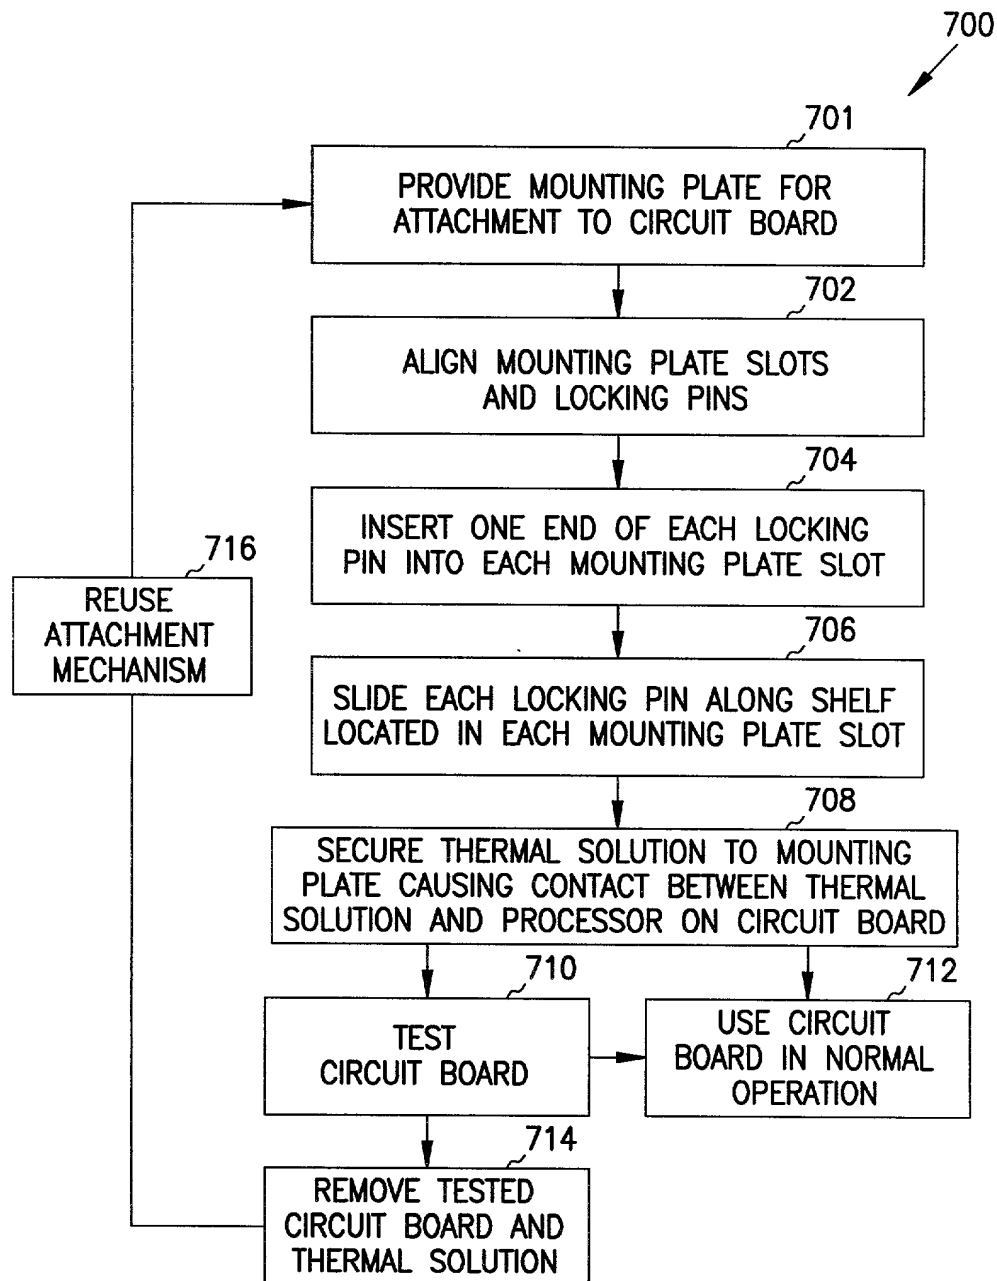 700
701
PROVIDE MOUNTING PLATE FOR
ATTACHMENT TO CIRCUIT BOARD
702
ALIGN MOUNTING PLATE SLOTS
AND LOCKING PINS
704
INSERT ONE END OF EACH LOCKING
PIN INTO EACH MOUNTING PLATE SLOT
716
REUSE
ATTACHMENT
MECHANISM
706
SLIDE EACH LOCKING PIN ALONG SHELF
LOCATED IN EACH MOUNTING PLATE SLOT
708
SECURE THERMAL SOLUTION TO MOUNTING
PLATE CAUSING CONTACT BETWEEN THERMAL
SOLUTION AND PROCESSOR ON CIRCUIT BOARD
710
TEST
CIRCUIT BOARD
712
USE CIRCUIT
BOARD IN NORMAL
OPERATION
714
REMOVE TESTED
CIRCUIT BOARD AND
THERMAL SOLUTION